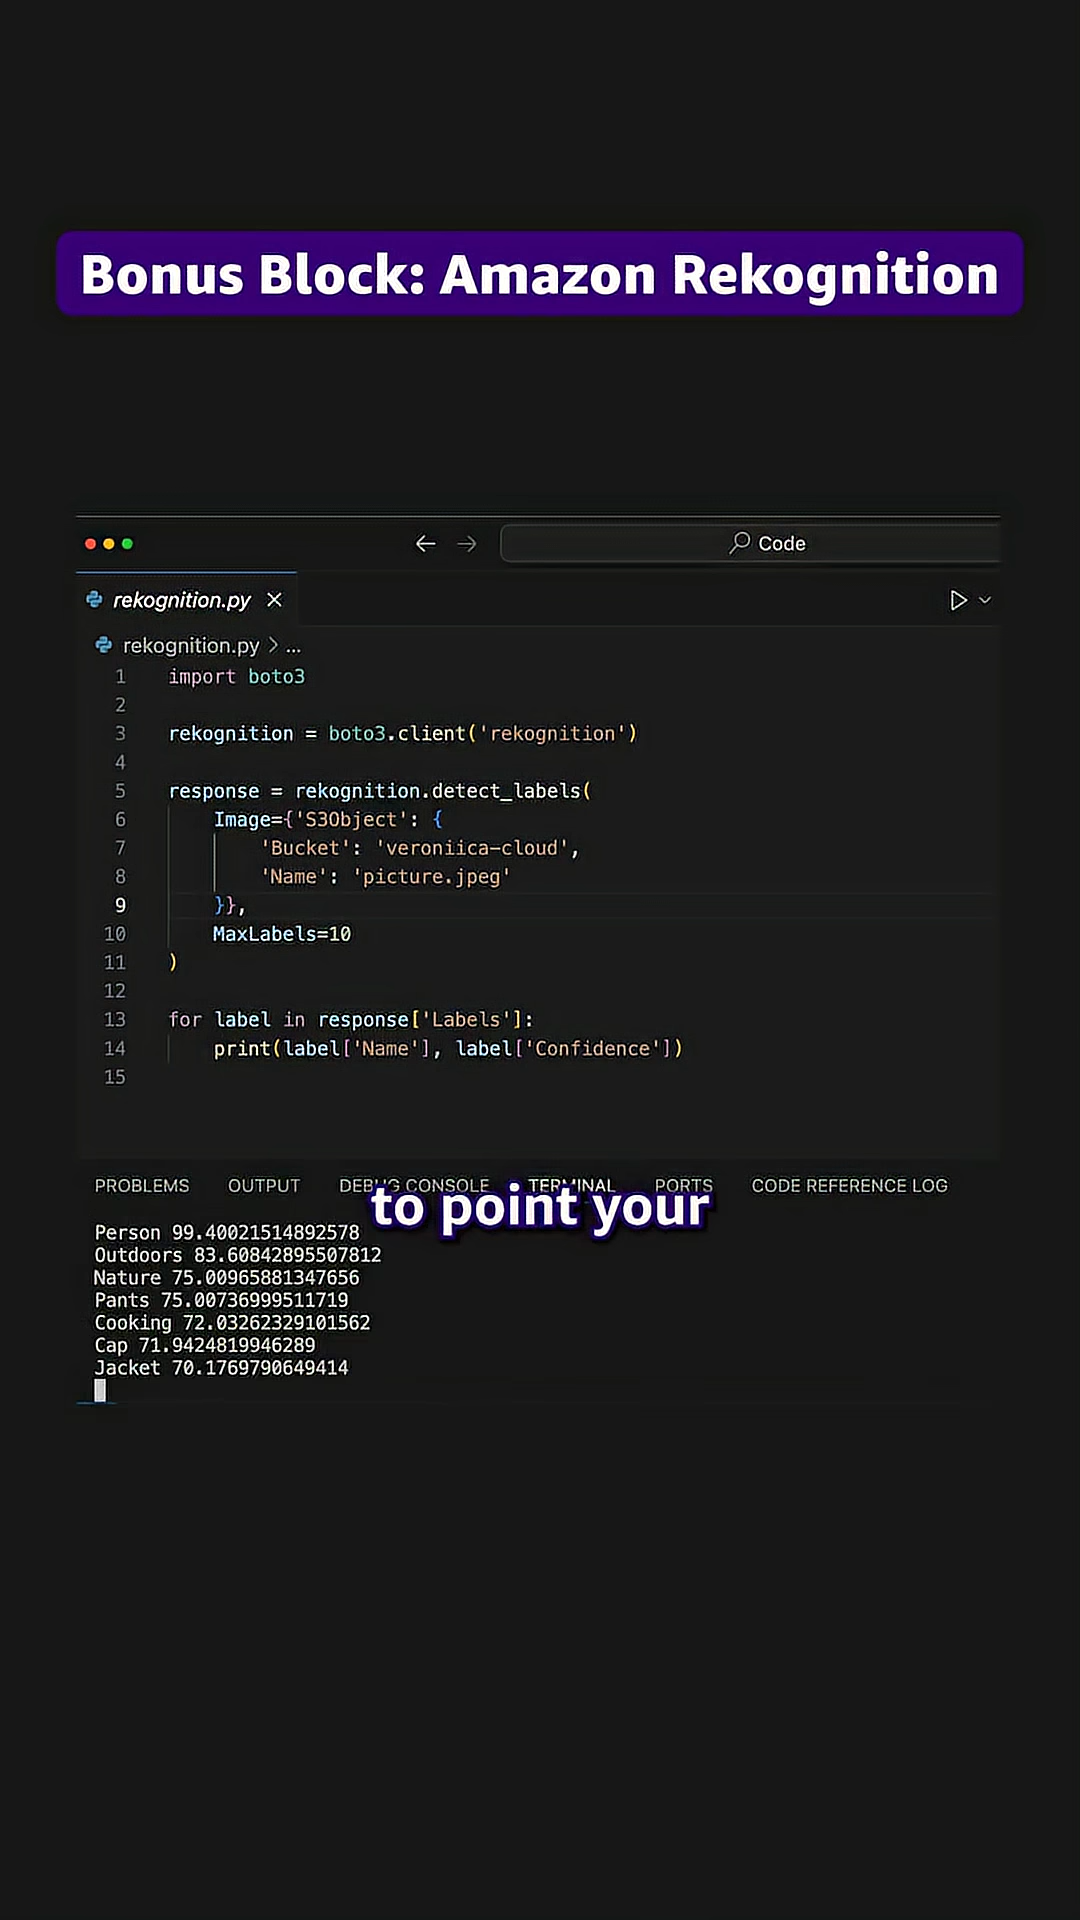 Bonus Block: Amazon Rekognition
Code
rekognition.py
rekognition.py > ...
1 import boto3
2
3 rekognition = boto3.client('rekognition')
4
5 response = rekognition.detect_labels(
6 Image={'S3Object': {
7 'Bucket': 'veroniica-cloud',
8 'Name': 'picture.jpeg'
9 }},
10 MaxLabels=10
11 )
12
13 for label in response['Labels']:
14 print(label['Name'], label['Confidence'])
15
PROBLEMS OUTPUT DEBUG CONSOLE TERMINAL PORTS CODE REFERENCE LOG
to point your
Person 99.40021514892578
Outdoors 83.60842895507812
Nature 75.00965881347656
Pants 75.00736999511719
Cooking 72.03262329101562
Cap 71.9424819946289
Jacket 70.1769790649414